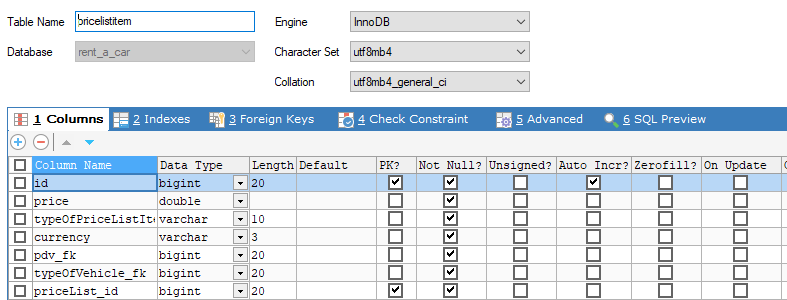 Table Name pricelistitem Engine InnoDB
Database rent_a_car Character Set utf8mb4
Collation utf8mb4_general_ci
1 Columns 2 Indexes 3 Foreign Keys 4 Check Constraint 5 Advanced 6 SQL Preview
Column Name Data Type Length Default PK? Not Null? Unsigned? Auto Incr? Zerofill? On Update
id bigint 20
price double
typeOfPriceListIte varchar 10
currency varchar 3
pdv_fk bigint 20
typeOfVehicle_fk bigint 20
priceList_id bigint 20